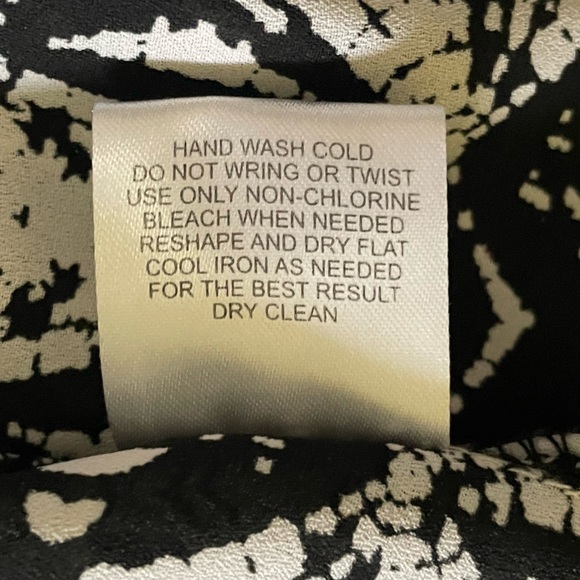 HAND WASH COLD
DO NOT WRING OR TWIST
USE ONLY NON-CHLORINE
BLEACH WHEN NEEDED
RESHAPE AND DRY FLAT
COOL IRON AS NEEDED
FOR THE BEST RESULT
DRY CLEAN